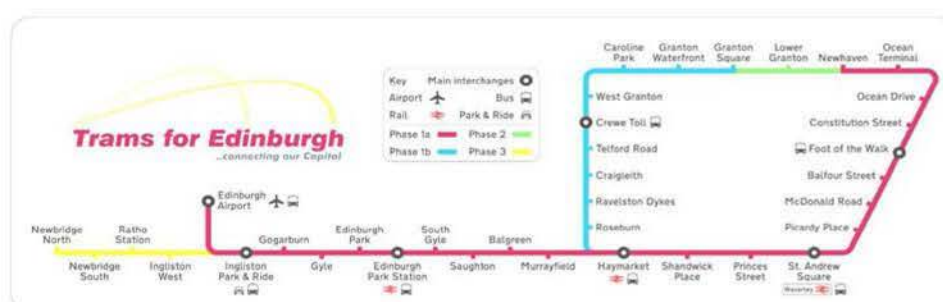 Trams for Edinburgh
...connecting our Capital
Key Main interchanges
Airport Bus
Rail Park & Ride
Phase 1a Phase 2
Phase 1b Phase 3
Caroline
Park
Granton
Waterfront
Granton
Square
Lower
Granton
Newhaven
Ocean
Terminal
West Granton
Crewe Toll
Telford Road
Craigleith
Ravelston Dykes
Roseburn
Ocean Drive
Constitution Street
Foot of the Walk
Balfour Street
McDonald Road
Picardy Place
Edinburgh
Airport
Newbridge
North
Ratho
Station
Gogarburn
Edinburgh
Park
South
Gyle
Balgreen
Newbridge
South
Ingliston
West
Ingliston
Park & Ride
Gyle
Edinburgh
Park Station
Saughton
Murrayfield
Haymarket
Shandwick
Place
Princes
Street
St. Andrew
Square
Waverley